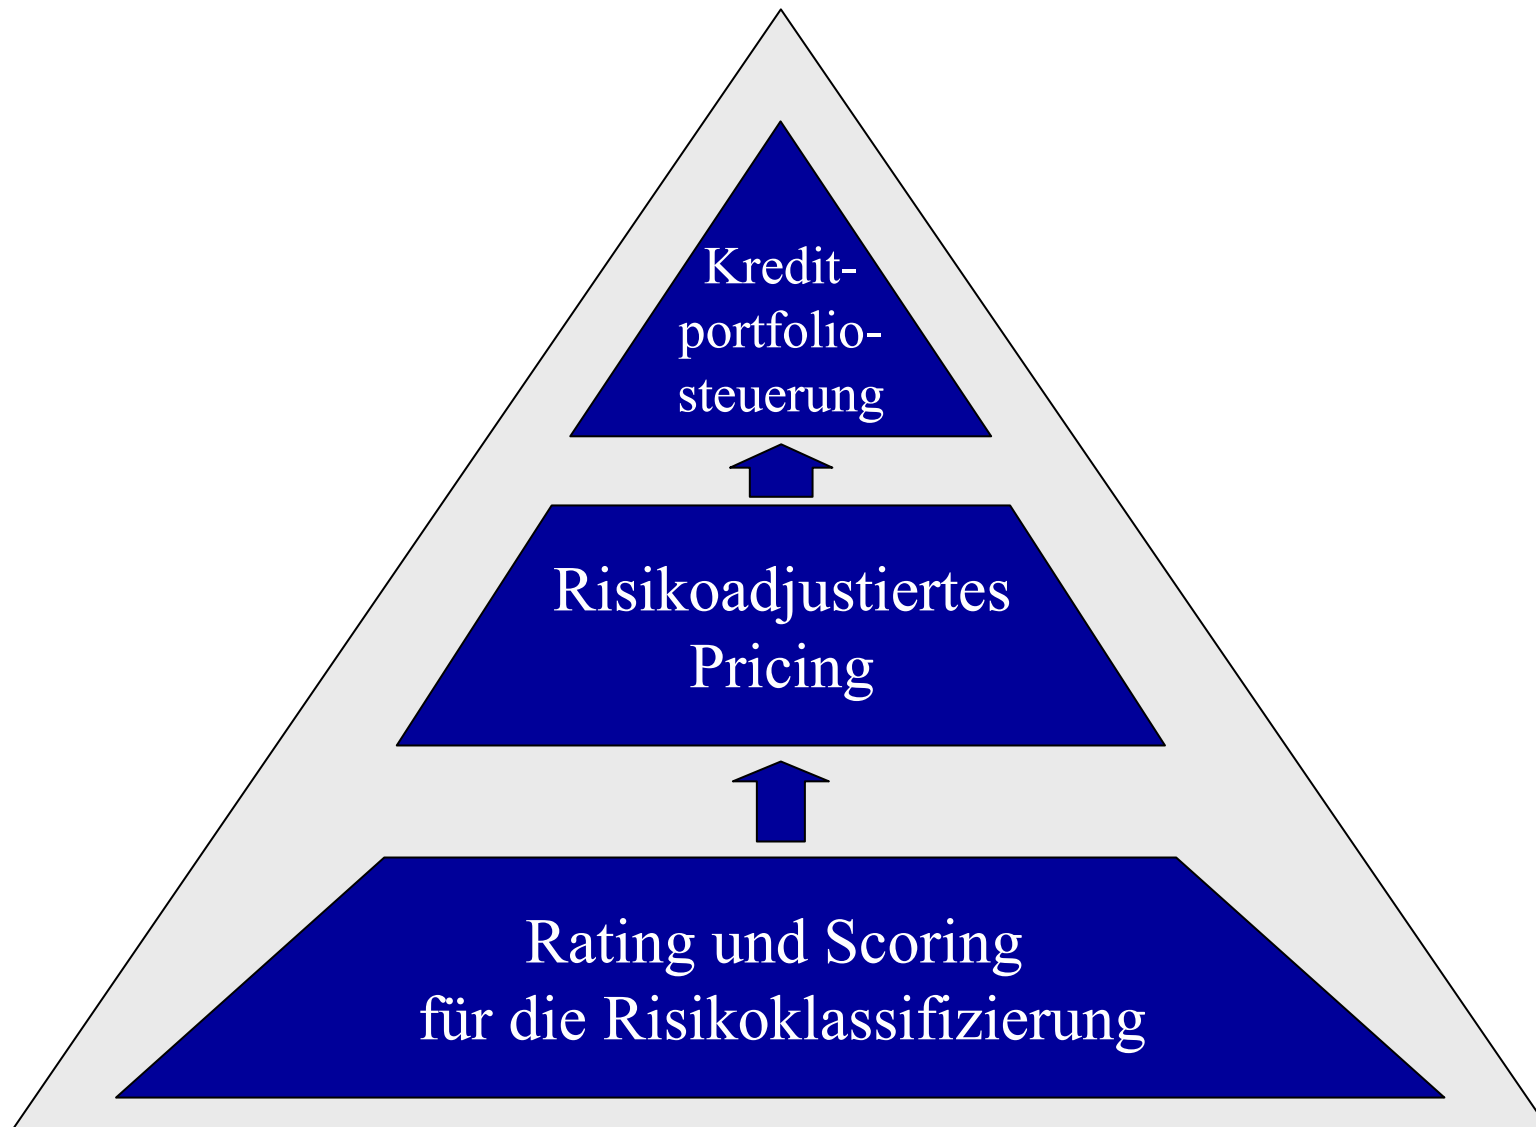 Kredit-
portfolio-
steuerung
Risikoadjustiertes
Pricing
Rating und Scoring
für die Risikoklassifizierung